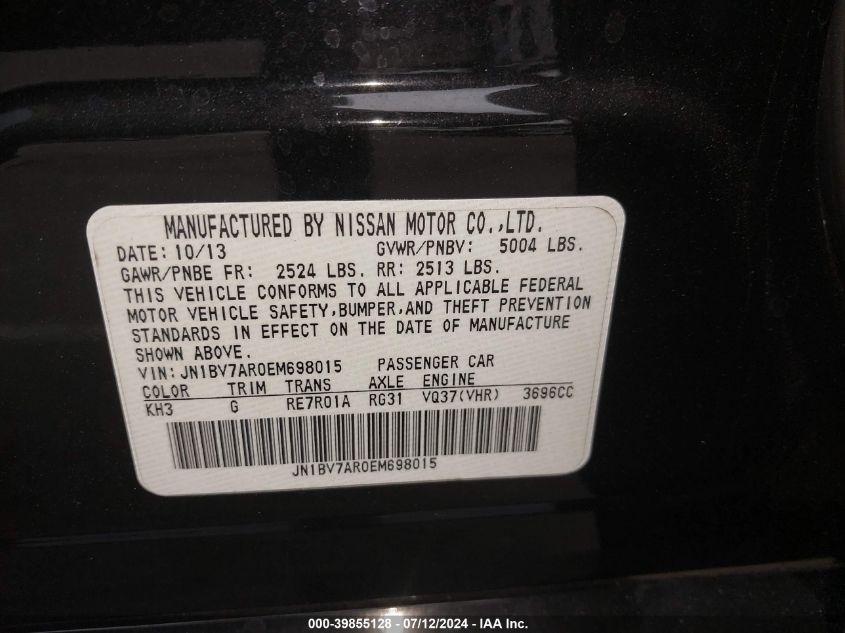 MANUFACTURED BY NISSAN MOTOR CO.,LTD.
DATE: 10/13 GVWR/PNBV: 5004 LBS.
GAWR/PNBE FR: 2524 LBS. RR: 2513 LBS.
THIS VEHICLE CONFORMS TO ALL APPLICABLE FEDERAL
MOTOR VEHICLE SAFETY,BUMPER,AND THEFT PREVENTION
STANDARDS IN EFFECT ON THE DATE OF MANUFACTURE
SHOWN ABOVE.
VIN: JN1BV7AR0EM698015 PASSENGER CAR
COLOR TRIM TRANS AXLE ENGINE
KH3 G RE7R01A RG31 VQ37(VHR) 3696CC
JN1BV7AR0EM698015
000-39855128 - 07/12/2024 - IAA Inc.